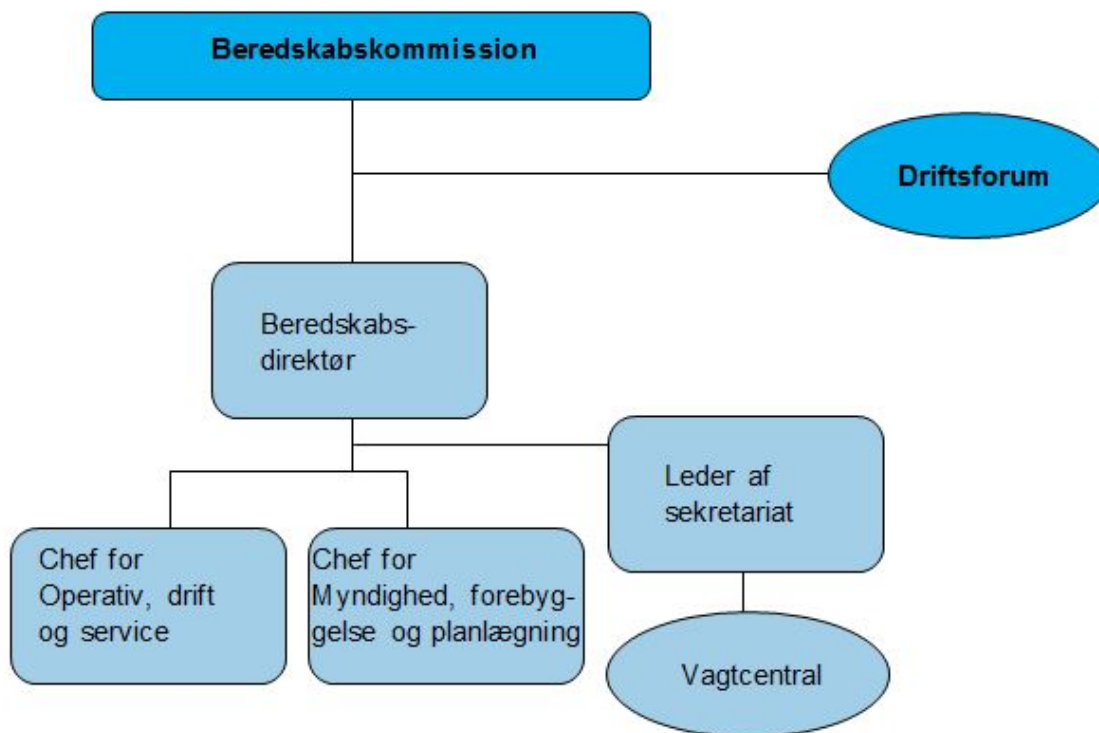 Beredskabskommission
Driftsforum
Beredskabs-
direktør
Leder af
sekretariat
Chef for
Operativ, drift
og service
Chef for
Myndighed, forebyg-
gelse og planlægning
Vagtcentral